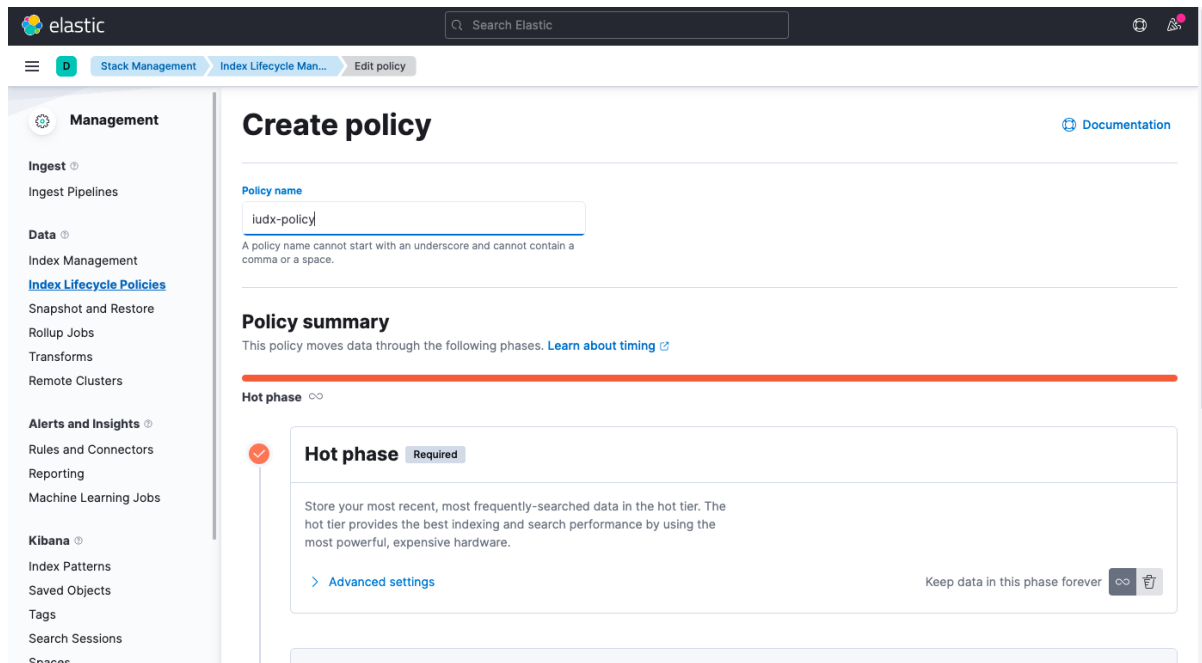 elastic
Search Elastic
D
Stack Management
Index Lifecycle Man...
Edit policy
Management
Ingest
Ingest Pipelines
Data
Index Management
Index Lifecycle Policies
Snapshot and Restore
Rollup Jobs
Transforms
Remote Clusters
Alerts and Insights
Rules and Connectors
Reporting
Machine Learning Jobs
Kibana
Index Patterns
Saved Objects
Tags
Search Sessions
Spaces
Create policy
Documentation
Policy name
iudx-policy
A policy name cannot start with an underscore and cannot contain a
comma or a space.
Policy summary
This policy moves data through the following phases. Learn about timing
Hot phase
Hot phase Required
Store your most recent, most frequently-searched data in the hot tier. The
hot tier provides the best indexing and search performance by using the
most powerful, expensive hardware.
Advanced settings
Keep data in this phase forever